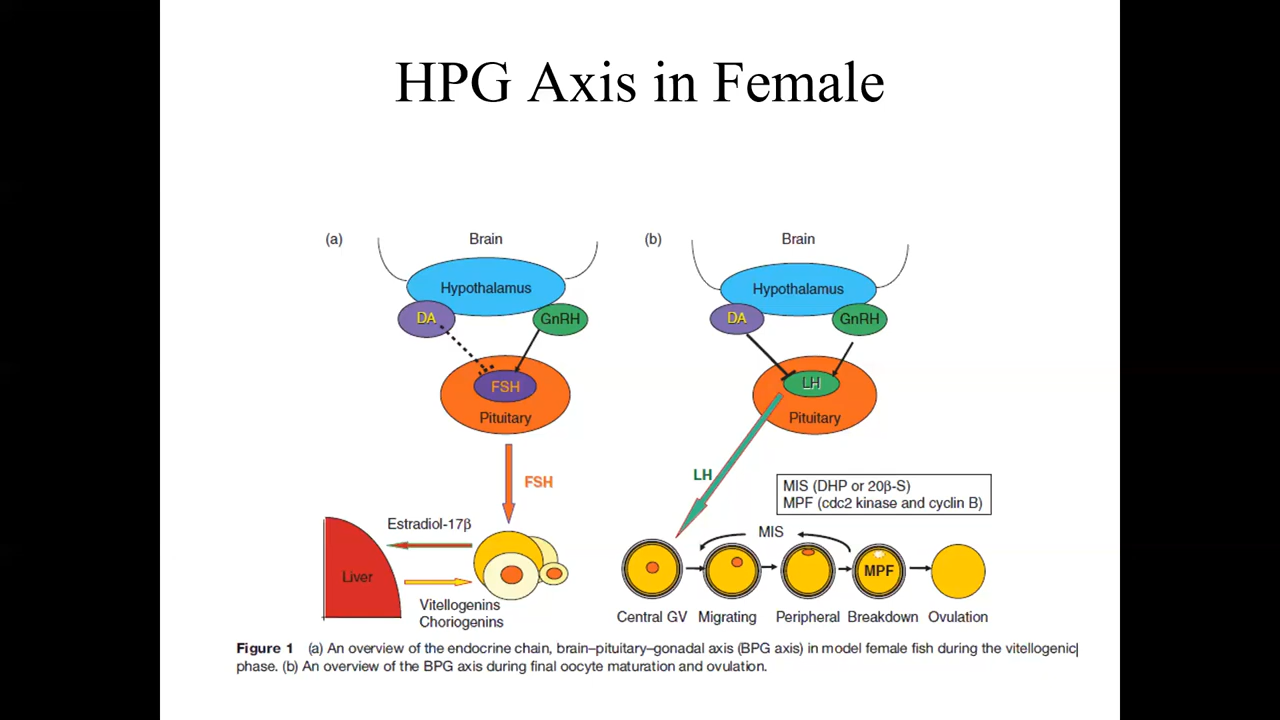 HPG Axis in Female
(a)
Brain
Hypothalamus
DA
GnRH
FSH
Pituitary
FSH
Estradiol-17β
Liver
Vitellogenins
Choriogenins
(b)
Brain
Hypothalamus
DA
GnRH
LH
Pituitary
LH
MIS (DHP or 20β-S)
MPF (cdc2 kinase and cyclin B)
MIS
MPF
Central GV Migrating Peripheral Breakdown Ovulation
Figure 1 (a) An overview of the endocrine chain, brain–pituitary–gonadal axis (BPG axis) in model female fish during the vitellogenic
phase. (b) An overview of the BPG axis during final oocyte maturation and ovulation.